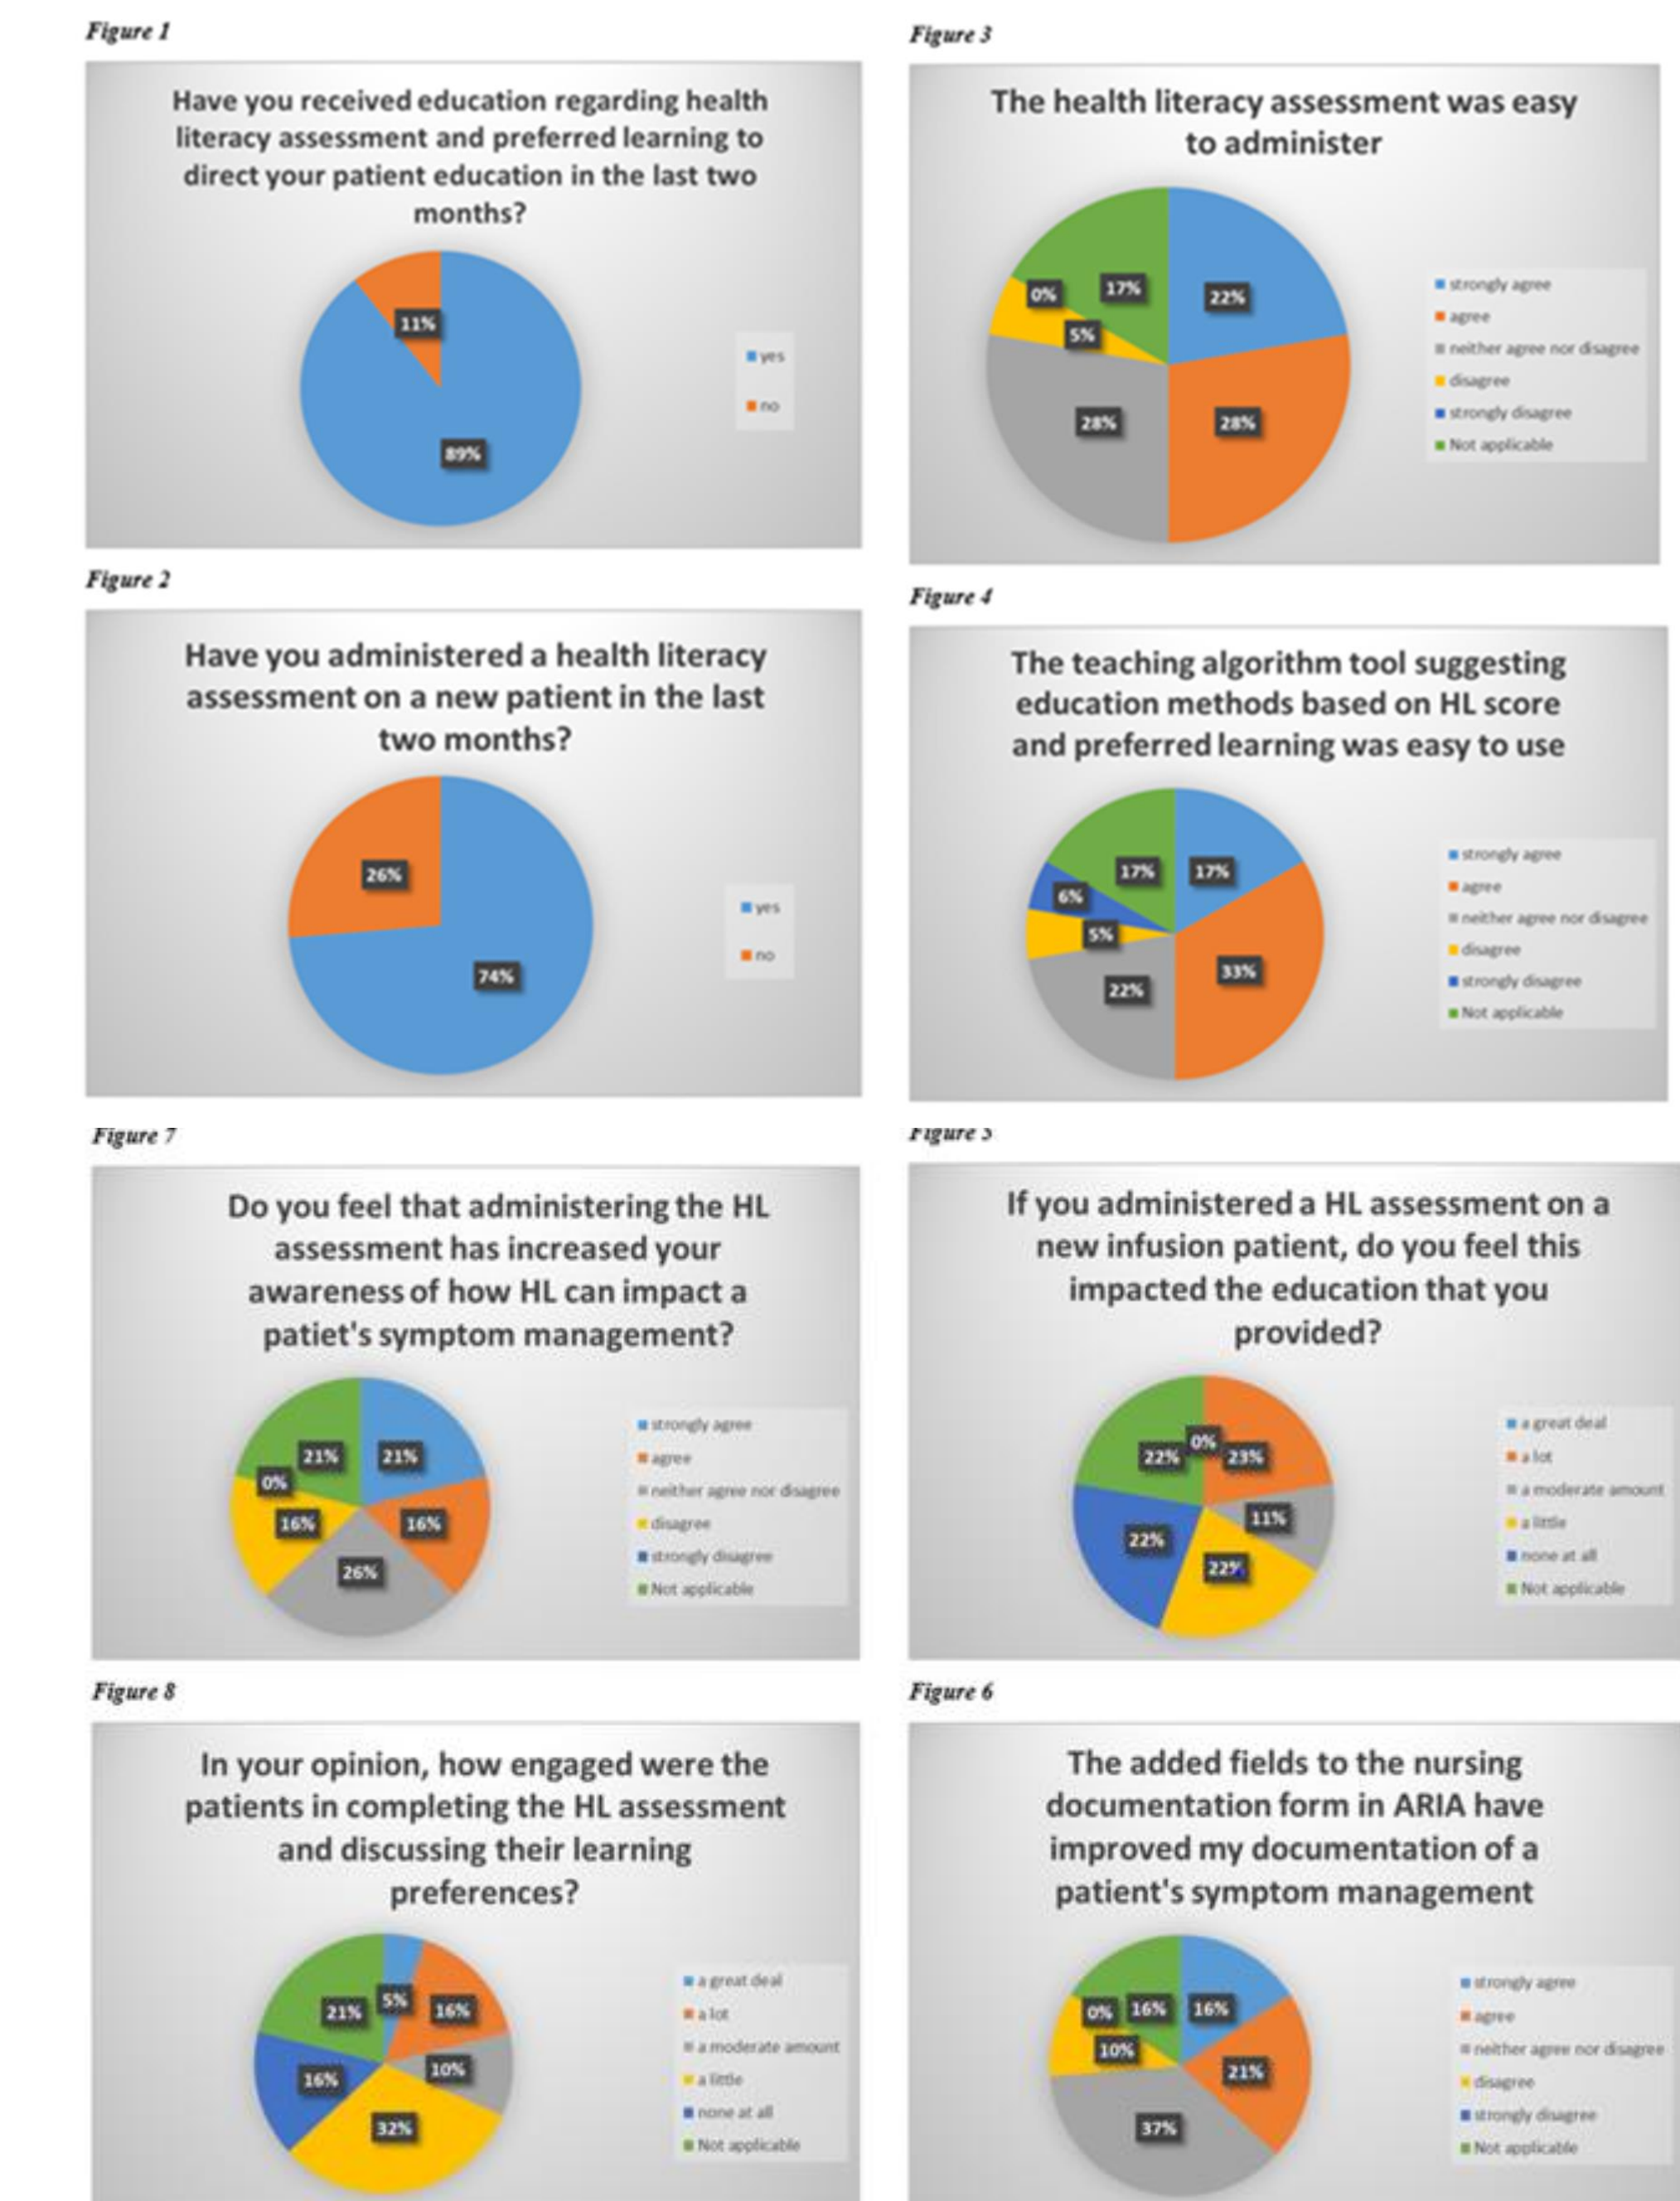 Figure 1
Have you received education regarding health
literacy assessment and preferred learning to
direct your patient education in the last two
months?
11%
89%
yes
no
Figure 3
The health literacy assessment was easy
to administer
0%
17%
22%
5%
28%
28%
strongly agree
agree
neither agree nor disagree
disagree
strongly disagree
Not applicable
Figure 2
Have you administered a health literacy
assessment on a new patient in the last
two months?
26%
74%
yes
no
Figure 4
The teaching algorithm tool suggesting
education methods based on HL score
and preferred learning was easy to use
17%
17%
6%
5%
33%
22%
strongly agree
agree
neither agree nor disagree
disagree
strongly disagree
Not applicable
Figure 7
Do you feel that administering the HL
assessment has increased your
awareness of how HL can impact a
patiet's symptom management?
21%
21%
0%
16%
16%
26%
strongly agree
agree
neither agree nor disagree
disagree
strongly disagree
Not applicable
Figure 5
If you administered a HL assessment on a
new infusion patient, do you feel this
impacted the education that you
provided?
0%
22%
23%
11%
22%
22%
a great deal
a lot
a moderate amount
a little
none at all
Not applicable
Figure 8
In your opinion, how engaged were the
patients in completing the HL assessment
and discussing their learning
preferences?
5%
21%
16%
10%
16%
32%
a great deal
a lot
a moderate amount
a little
none at all
Not applicable
Figure 6
The added fields to the nursing
documentation form in ARIA have
improved my documentation of a
patient's symptom management
0%
16%
16%
10%
21%
37%
strongly agree
agree
neither agree nor disagree
disagree
strongly disagree
Not applicable